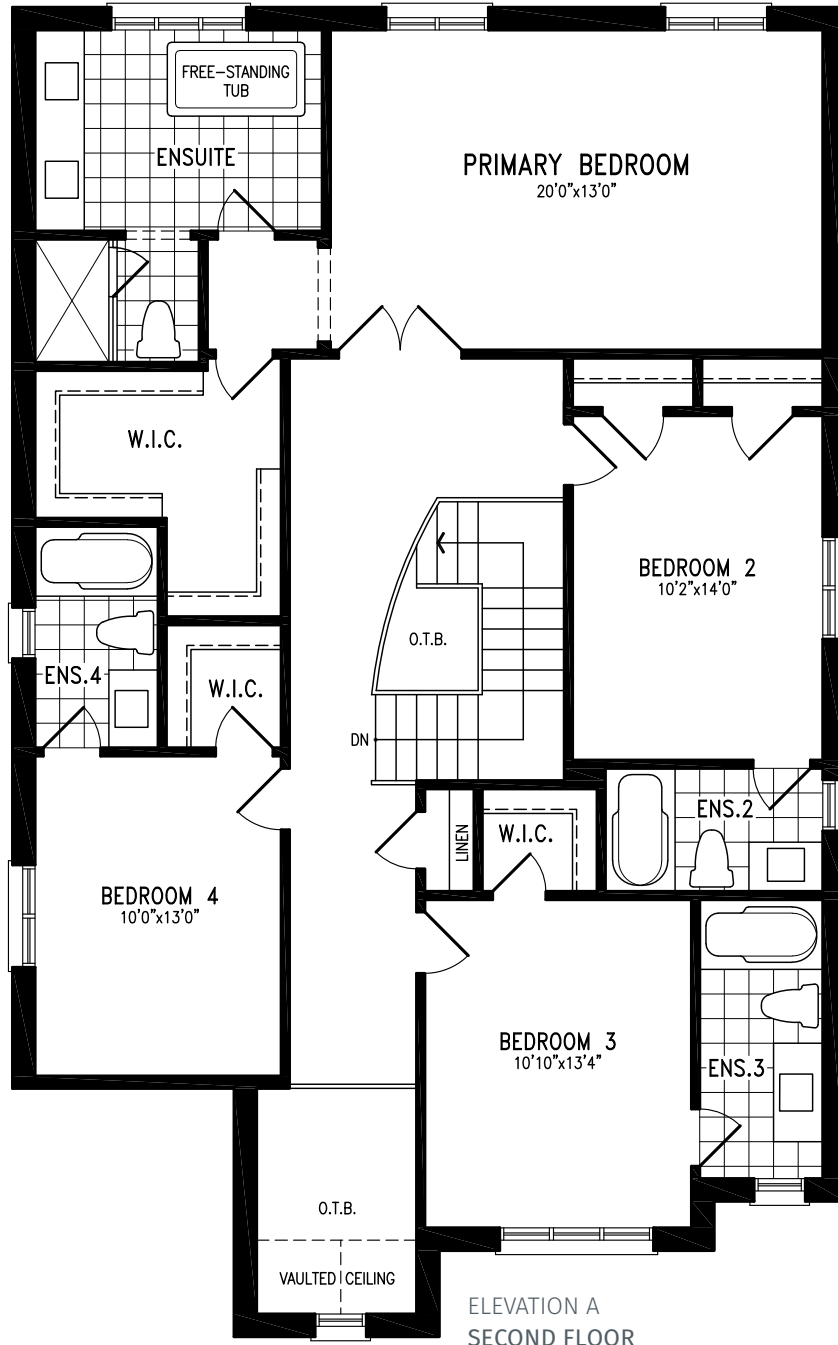 FREE-STANDING
TUB
ENSUITE
PRIMARY BEDROOM
20'0"x13'0"
W.I.C.
BEDROOM 2
10'2"x14'0"
O.T.B.
ENS.4
W.I.C.
DN
ENS.2
LINEN
W.I.C.
BEDROOM 4
10'0"x13'0"
BEDROOM 3
10'10"x13'4"
ENS.3
O.T.B.
VAULTED CEILING
ELEVATION A
SECOND FLOOR